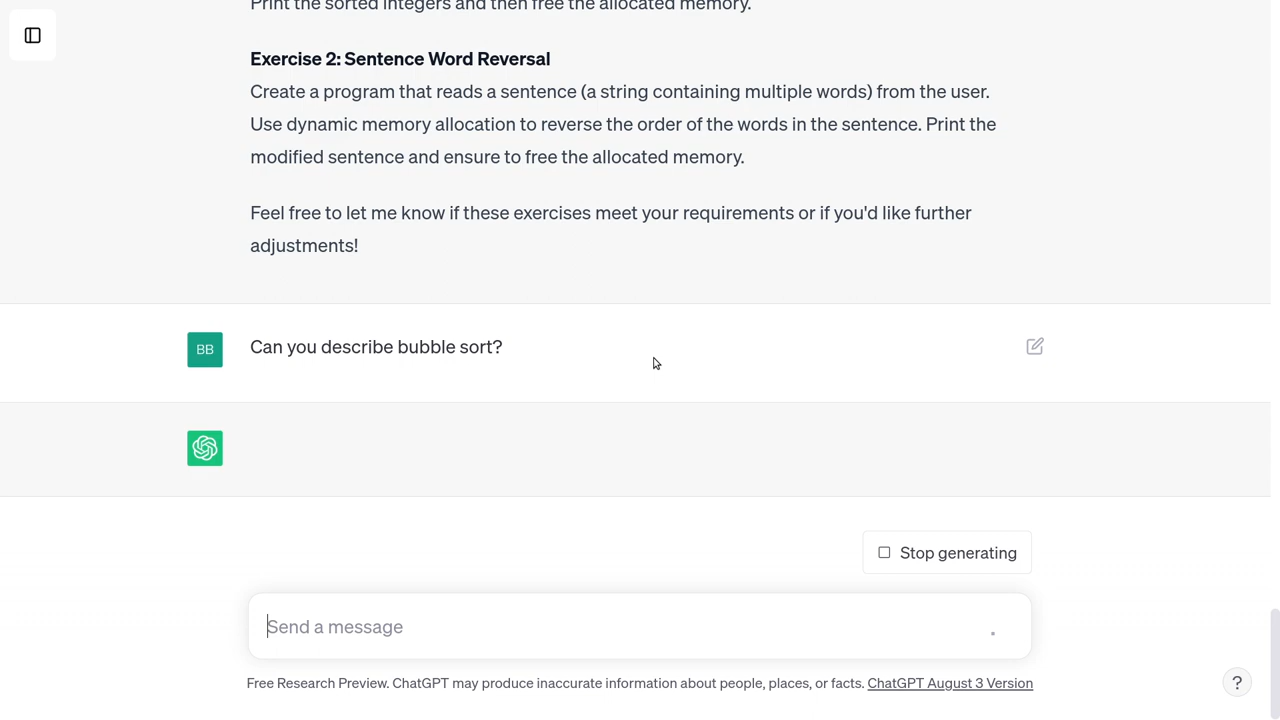 Print the sorted integers and then free the allocated memory.
Exercise 2: Sentence Word Reversal
Create a program that reads a sentence (a string containing multiple words) from the user.
Use dynamic memory allocation to reverse the order of the words in the sentence. Print the
modified sentence and ensure to free the allocated memory.
Feel free to let me know if these exercises meet your requirements or if you'd like further
adjustments!
BB
Can you describe bubble sort?
Stop generating
Send a message
Free Research Preview. ChatGPT may produce inaccurate information about people, places, or facts. ChatGPT August 3 Version
?